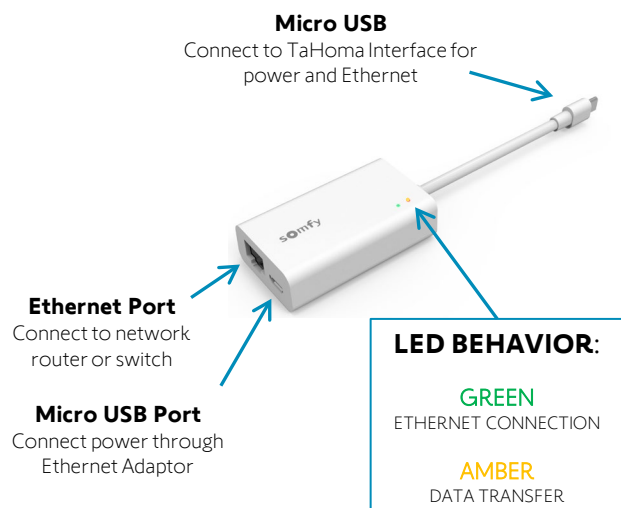 Micro USB
Connect to TaHoma Interface for
power and Ethernet
somfy
Ethernet Port
Connect to network
router or switch
Micro USB Port
Connect power through
Ethernet Adaptor
LED BEHAVIOR:
GREEN
ETHERNET CONNECTION
AMBER
DATA TRANSFER